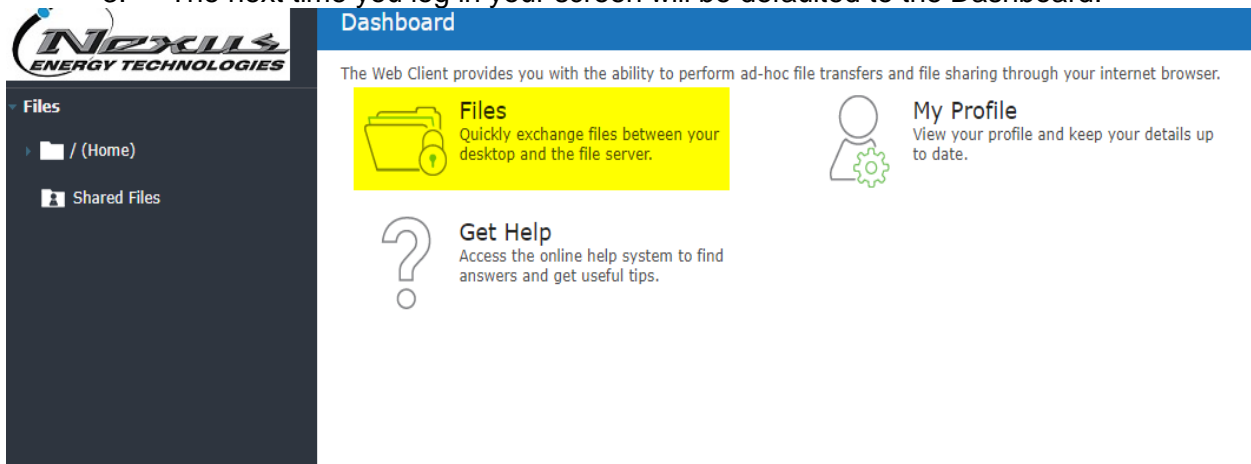 The next time you log in your screen will be defaulted to the Dashboard.
iNexus
ENERGY TECHNOLOGIES
Dashboard
The Web Client provides you with the ability to perform ad-hoc file transfers and file sharing through your internet browser.
Files
/ (Home)
Shared Files
Files
Quickly exchange files between your
desktop and the file server.
My Profile
View your profile and keep your details up
to date.
Get Help
Access the online help system to find
answers and get useful tips.